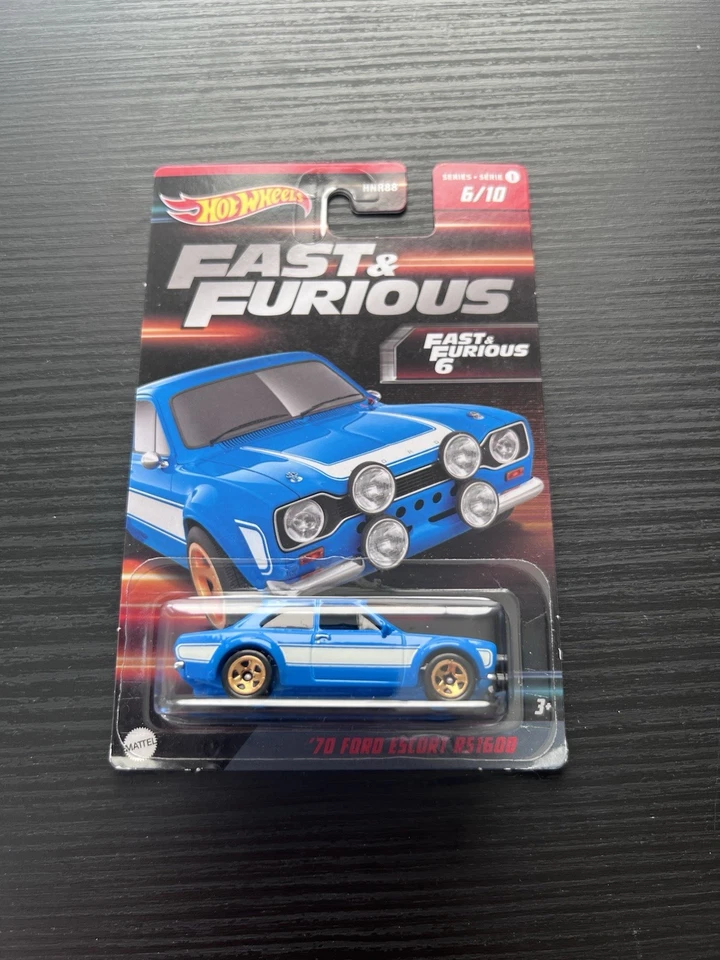 HOT WHEELS
HNR88
SERIES • SÉRIE 1
6/10
FAST &
FURIOUS
FAST &
FURIOUS
6
3+
MATTEL
'70 FORD ESCORT RS1600